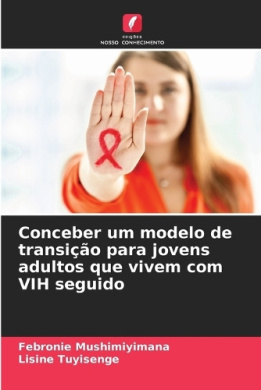 edições
NOSSO CONHECIMENTO
Conceber um modelo de
transição para jovens
adultos que vivem com
VIH seguido
Febronie Mushimiyimana
Lisine Tuyisenge